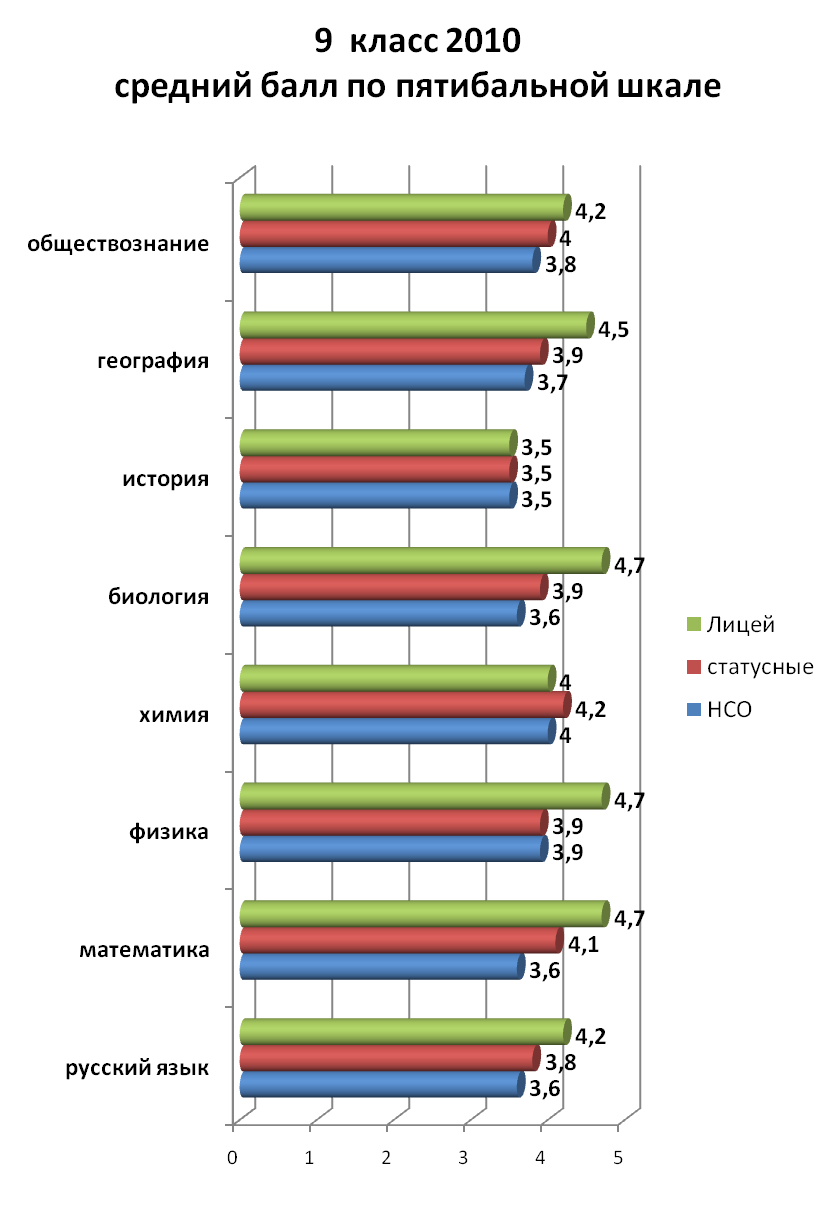 9 класс 2010
средний балл по пятибальной шкале
обществознание
4,2
4
3,8
география
4,5
3,9
3,7
история
3,5
3,5
3,5
биология
4,7
3,9
3,6
химия
4
4,2
4
физика
4,7
3,9
3,9
математика
4,7
4,1
3,6
русский язык
4,2
3,8
3,6
0 1 2 3 4 5
Лицей
статусные
НСО